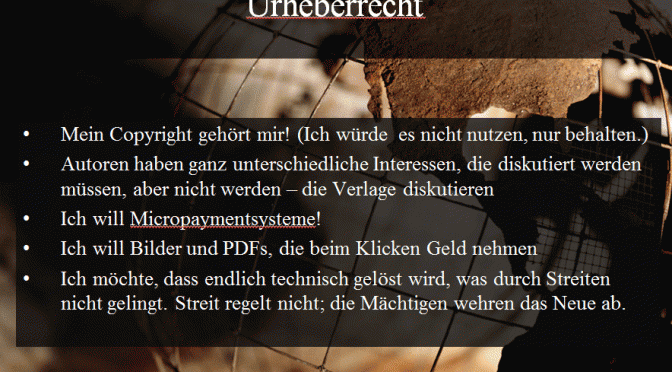 Urheberrecht
• Mein Copyright gehört mir! (Ich würde es nicht nutzen, nur behalten.)
• Autoren haben ganz unterschiedliche Interessen, die diskutiert werden
müssen, aber nicht werden – die Verlage diskutieren
• Ich will Micropaymentsysteme!
• Ich will Bilder und PDFs, die beim Klicken Geld nehmen
• Ich möchte, dass endlich technisch gelöst wird, was durch Streiten
nicht gelingt. Streit regelt nicht; die Mächtigen wehren das Neue ab.